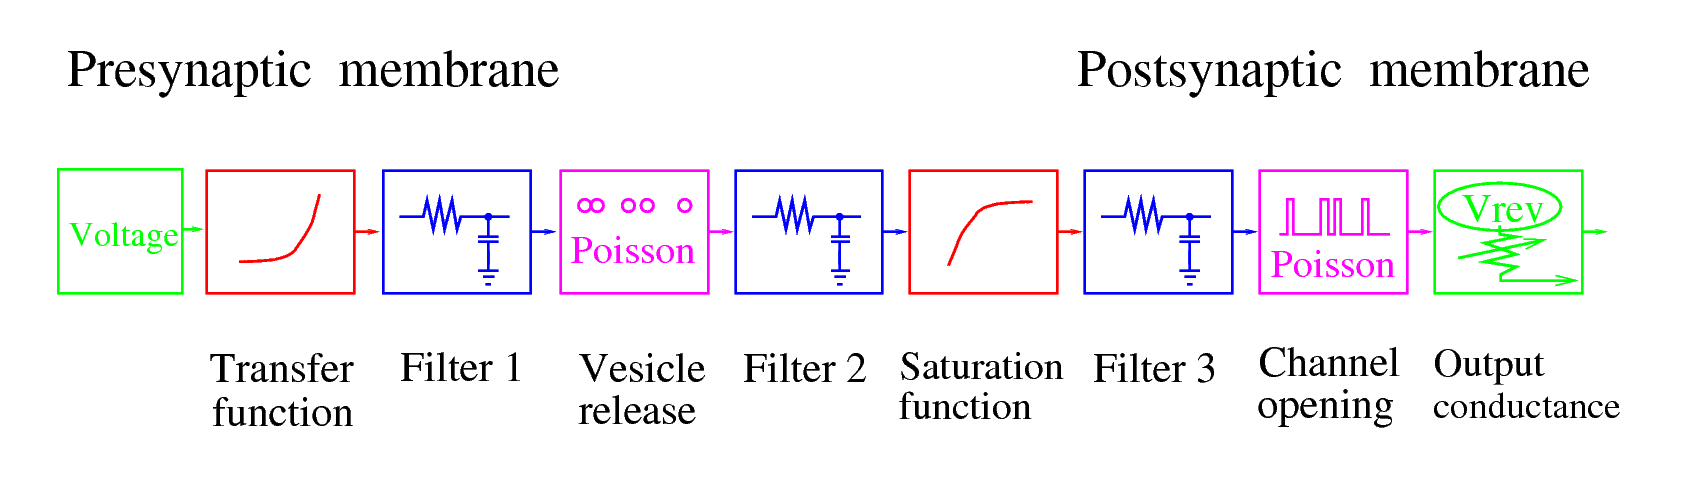 Presynaptic membrane
Postsynaptic membrane
Voltage
Poisson
Poisson
Vrev
Transfer
function
Filter 1
Vesicle
release
Filter 2
Saturation
function
Filter 3
Channel
opening
Output
conductance